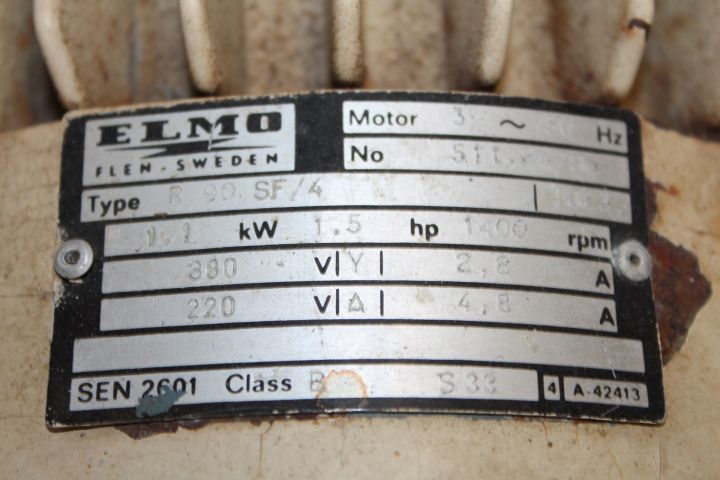 ELMO
FLEN - SWEDEN
Motor 3 ~ Hz
No
Type R 90 SF/4
1.1 kW 1.5 hp 1400 rpm
380 V Y 2,8 A
220 V Δ 4,8 A
SEN 2601 Class B S 33 4 A-42413